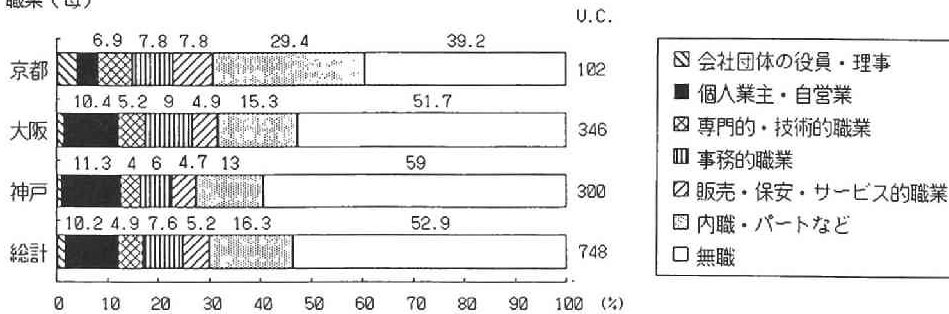 職業（母）
U.C.
6.9 7.8 7.8 29.4 39.2
京都 102
10.4 5.2 9 4.9 15.3 51.7
大阪 346
11.3 4 6 4.7 13 59
神戸 300
10.2 4.9 7.6 5.2 16.3 52.9
総計 748
0 10 20 30 40 50 60 70 80 90 100 (%)
会社団体の役員・理事
個人業主・自営業
専門的・技術的職業
事務的職業
販売・保安・サービス的職業
内職・パートなど
無職